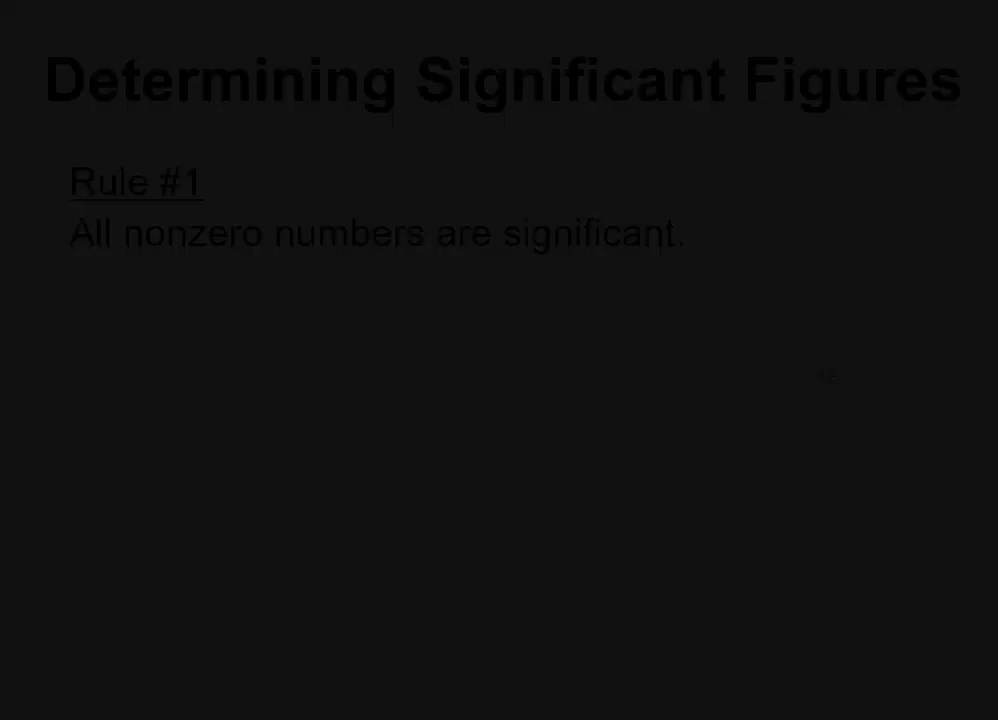 Determining Significant Figures
Rule #1
All nonzero numbers are significant.